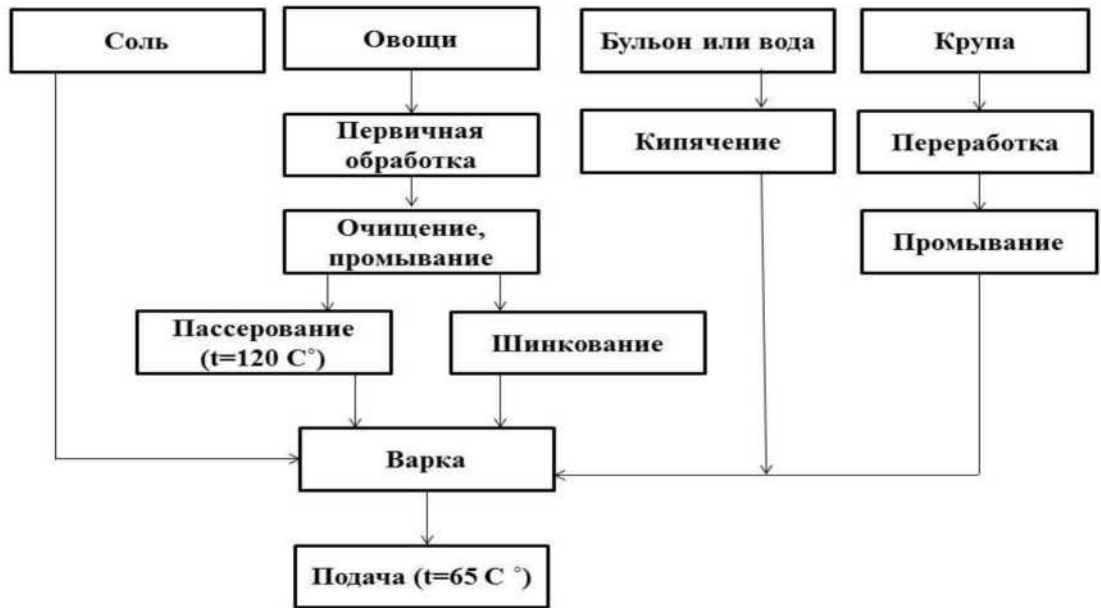 Соль
Овощи
Бульон или вода
Крупа
Первичная
обработка
Кипячение
Переработка
Очищение,
промывание
Промывание
Пассерование
(t=120 C°)
Шинкование
Варка
Подача (t=65 C °)